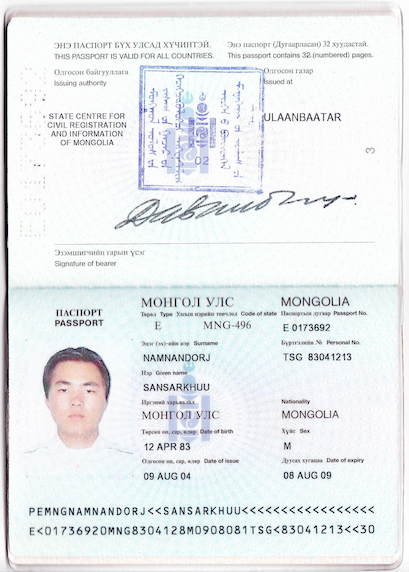 ЭНЭ ПАСПОРТ БҮХ УЛСАД ХҮЧИНТЭЙ.
THIS PASSPORT IS VALID FOR ALL COUNTRIES.
Энэ паспорт (Дугаарласан) 32 хуудастай.
This passport contains 32-(numbered) pages.
Олгосон байгууллага
Issuing authority
Олгосон газар
Issued at
STATE CENTRE FOR
CIVIL REGISTRATION
AND INFORMATION
OF MONGOLIA
02
ULAANBAATAR
3
Эзэмшигчийн гарын үсэг
Signature of bearer
ПАСПОРТ
PASSPORT
МОНГОЛ УЛС
MONGOLIA
Төрөл Type Улсын нэрийн товчлол Code of state Паспортын дугаар Passport No.
E MNG-496 E 0173692
Эцэг (эх)-ийн нэр Surname
Бүртгэлийн № Personal No.
NAMNANDORJ
TSG 83041213
Нэр Given name
SANSARKHUU
Иргэний харьяалал Nationality
МОНГОЛ УЛС MONGOLIA
Төрсөн он, сар, өдөр Date of birth
Хүйс Sex
12 APR 83 M
Олгосон он, сар, өдөр Date of issue
Дуусах хугацаа Date of expiry
09 AUG 04 08 AUG 09
PEMNGNAMNANDORJ<<SANSARKHUU<<<<<<<<<<<<<<<<<
E<01736920MNG8304128M0908081TSG<83041213<<30